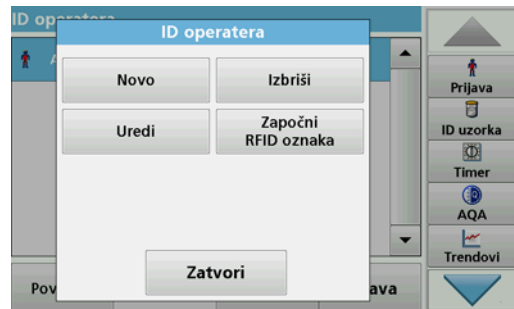 ID operatera
ID operatera
Novo
Izbriši
Uredi
Započni
RFID oznaka
Zatvori
Prijava
ID uzorka
Timer
AQA
Trendovi